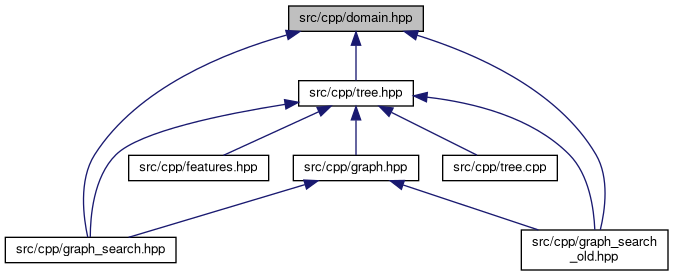 src/cpp/domain.hpp
src/cpp/tree.hpp
src/cpp/features.hpp
src/cpp/graph.hpp
src/cpp/tree.cpp
src/cpp/graph_search.hpp
src/cpp/graph_search
_old.hpp